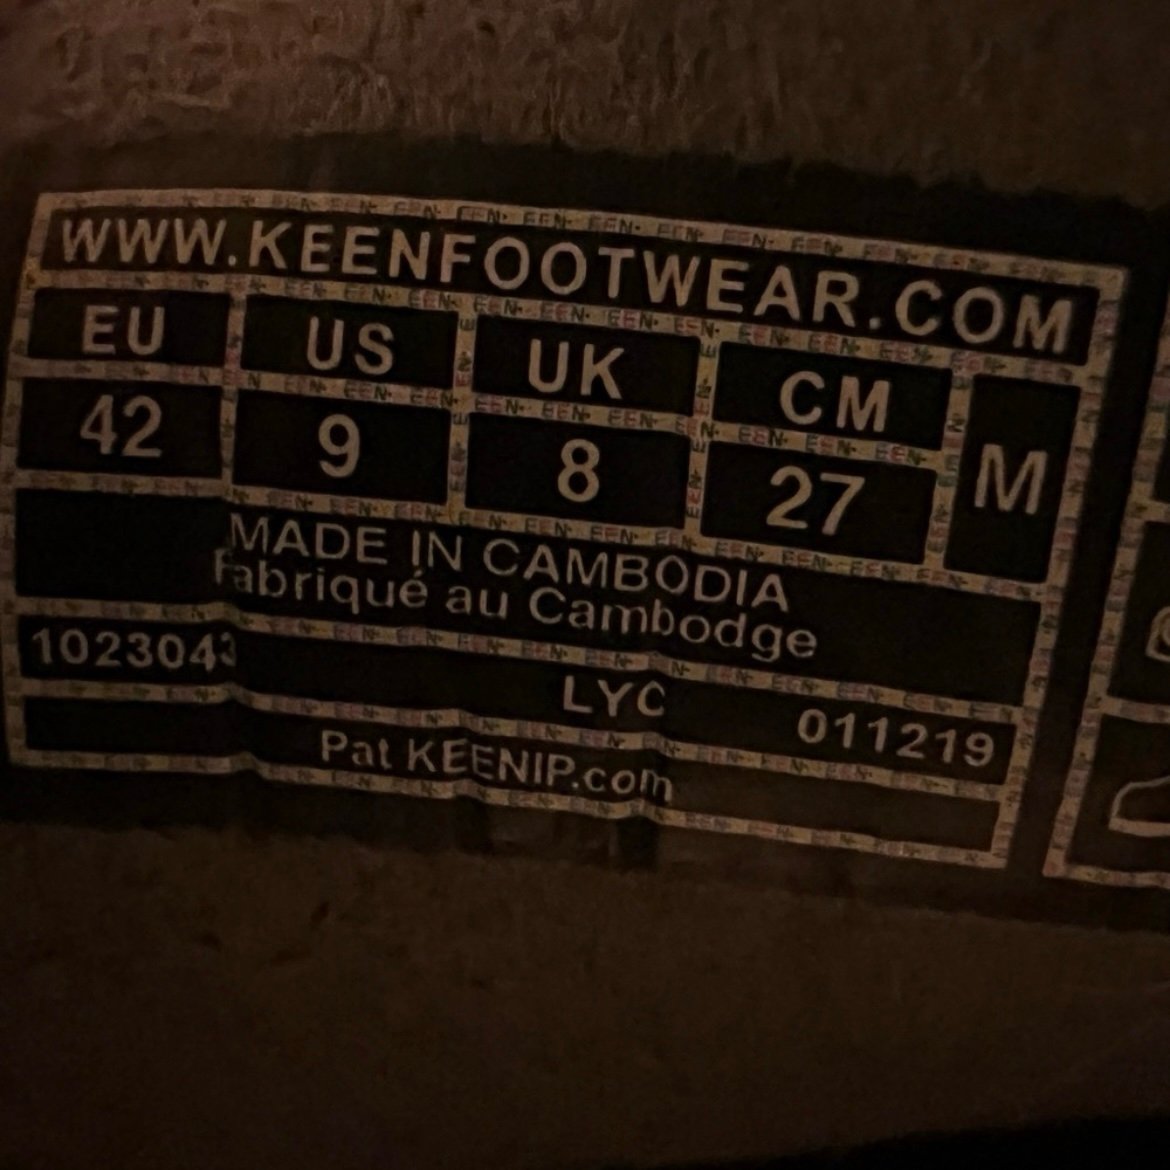 WWW.KEENFOOTWEAR.COM
EU US UK CM M
42 9 8 27
MADE IN CAMBODIA
Fabriqué au Cambodge
1023043 LYC 011219
Pat KEENIP.com